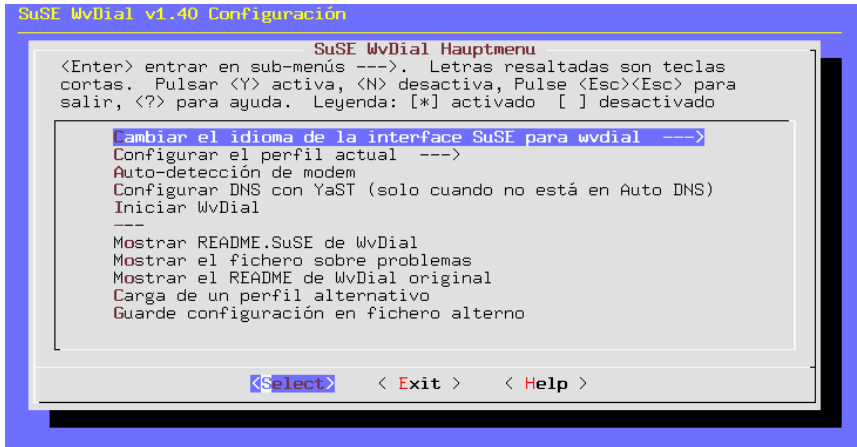 SuSE WvDial v1.40 Configuración
SuSE WvDial Hauptmenu
<Enter> entrar en sub-menús --->.  Letras resaltadas son teclas
cortas.  Pulsar <Y> activa, <N> desactiva, Pulse <Esc><Esc> para
salir, <?> para ayuda.  Leyenda: [*] activado  [ ] desactivado
Cambiar el idioma de la interface SuSE para wvdial  --->
Configurar el perfil actual  --->
Auto-detección de modem
Configurar DNS con YaST (solo cuando no está en Auto DNS)
Iniciar WvDial
---
Mostrar README.SuSE de WvDial
Mostrar el fichero sobre problemas
Mostrar el README de WvDial original
Carga de un perfil alternativo
Guarde configuración en fichero alterno
<Select>    < Exit >    < Help >